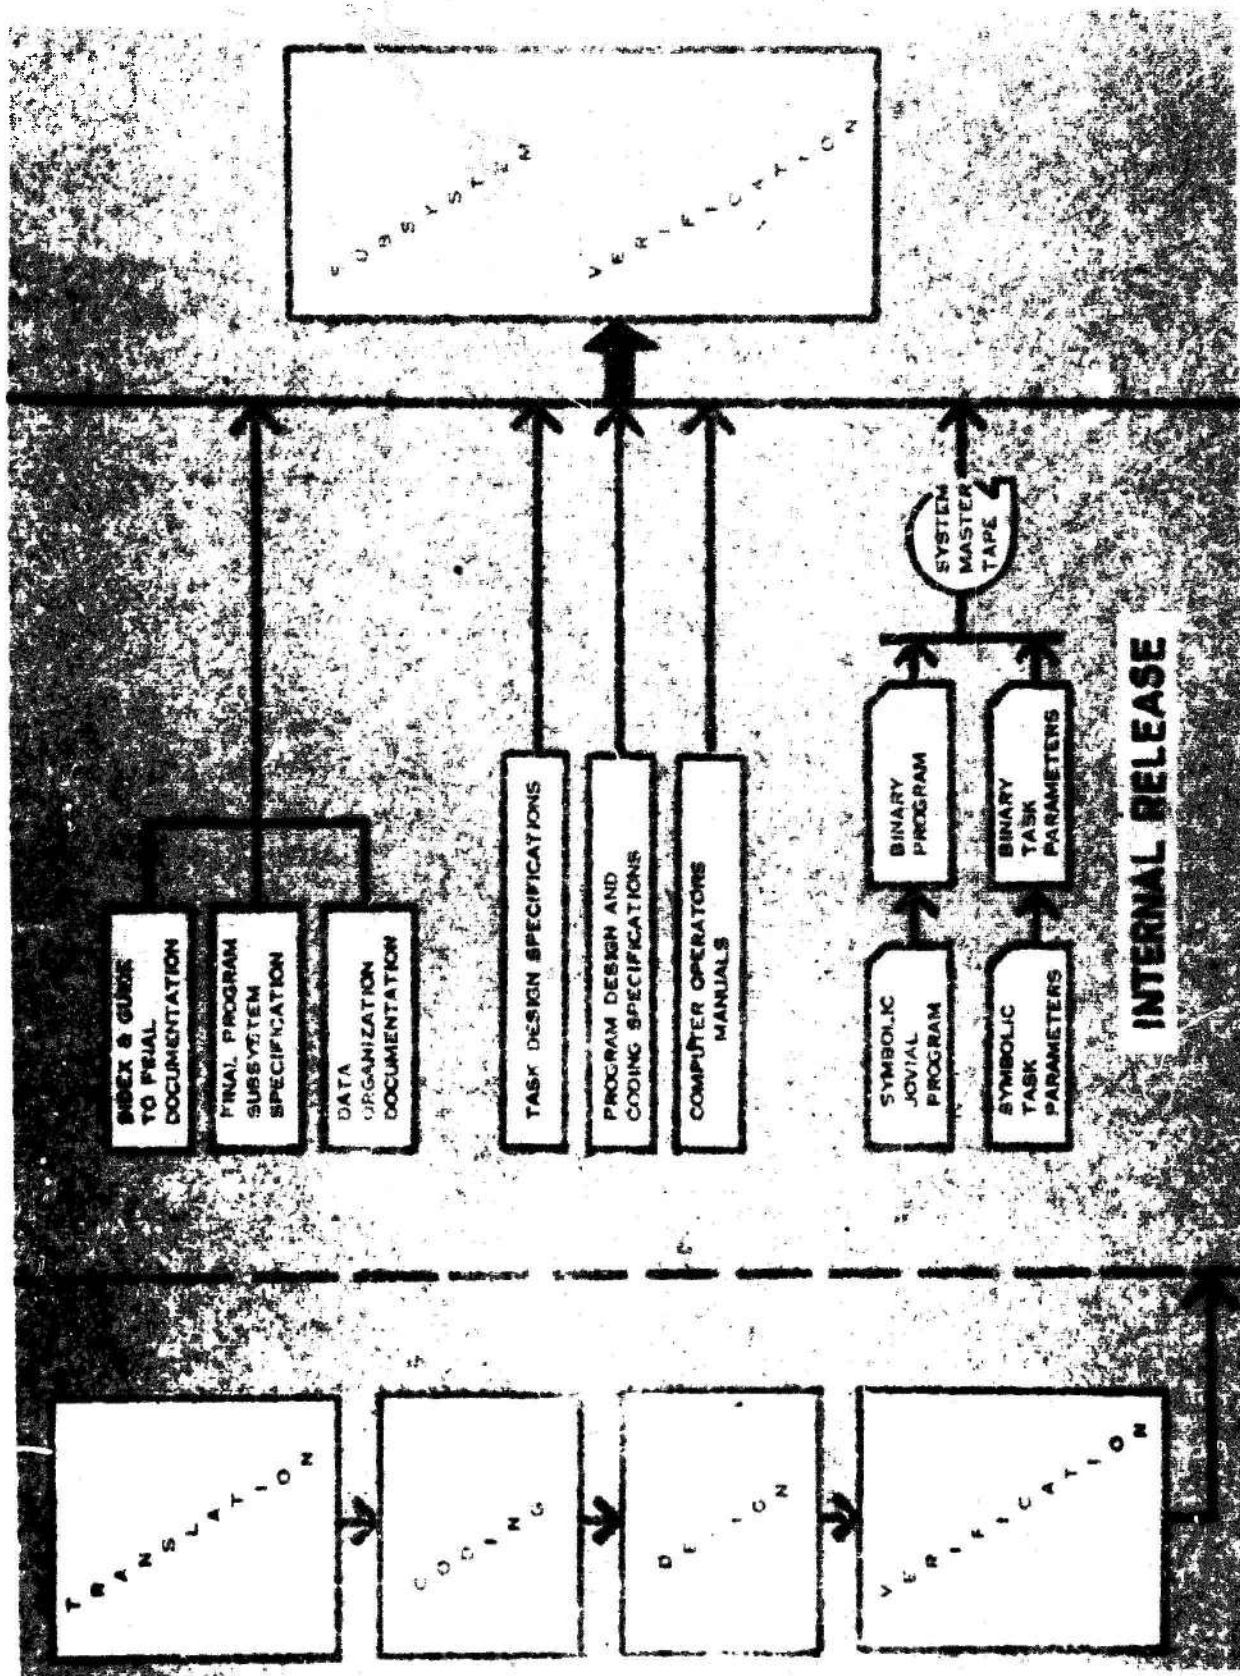 TRANSLATION
CODING
DE IGN
VERIFICATION
INDEX & GUIDE
TO FINAL
DOCUMENTATION
FINAL PROGRAM
SUBSYSTEM
SPECIFICATION
DATA
ORGANIZATION
DOCUMENTATION
TASK DESIGN SPECIFICATIONS
PROGRAM DESIGN AND
CODING SPECIFICATIONS
COMPUTER OPERATORS
MANUALS
SYMBOLIC
JOVIAL
PROGRAM
BINARY
PROGRAM
SYMBOLIC
TASK
PARAMETERS
BINARY
TASK
PARAMETERS
SYSTEM
MASTER
TAPE
SUBSYSTEM
VERIFICATION
INTERNAL RELEASE